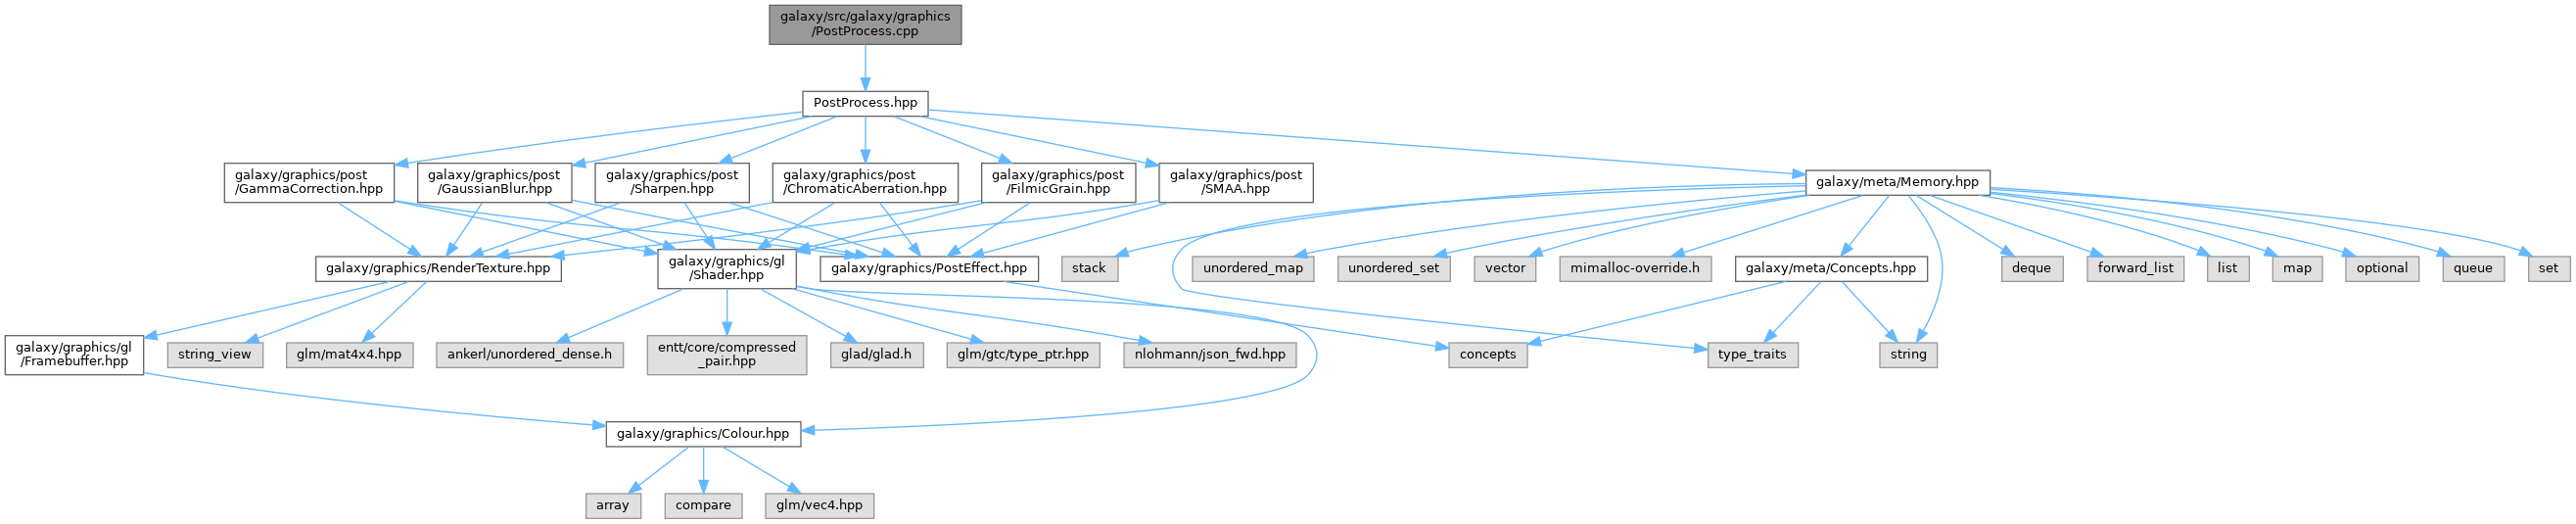 galaxy/src/galaxy/graphics
/PostProcess.cpp
PostProcess.hpp
galaxy/graphics/post
/GammaCorrection.hpp
galaxy/graphics/post
/GaussianBlur.hpp
galaxy/graphics/post
/Sharpen.hpp
galaxy/graphics/post
/ChromaticAberration.hpp
galaxy/graphics/post
/FilmicGrain.hpp
galaxy/graphics/post
/SMAA.hpp
galaxy/meta/Memory.hpp
galaxy/graphics/RenderTexture.hpp
galaxy/graphics/gl
/Shader.hpp
galaxy/graphics/PostEffect.hpp
stack
unordered_map
unordered_set
vector
mimalloc-override.h
galaxy/meta/Concepts.hpp
deque
forward_list
list
map
optional
queue
set
galaxy/graphics/gl
/Framebuffer.hpp
string_view
glm/mat4x4.hpp
ankerl/unordered_dense.h
entt/core/compressed
_pair.hpp
glad/glad.h
glm/gtc/type_ptr.hpp
nlohmann/json_fwd.hpp
concepts
type_traits
string
galaxy/graphics/Colour.hpp
array
compare
glm/vec4.hpp